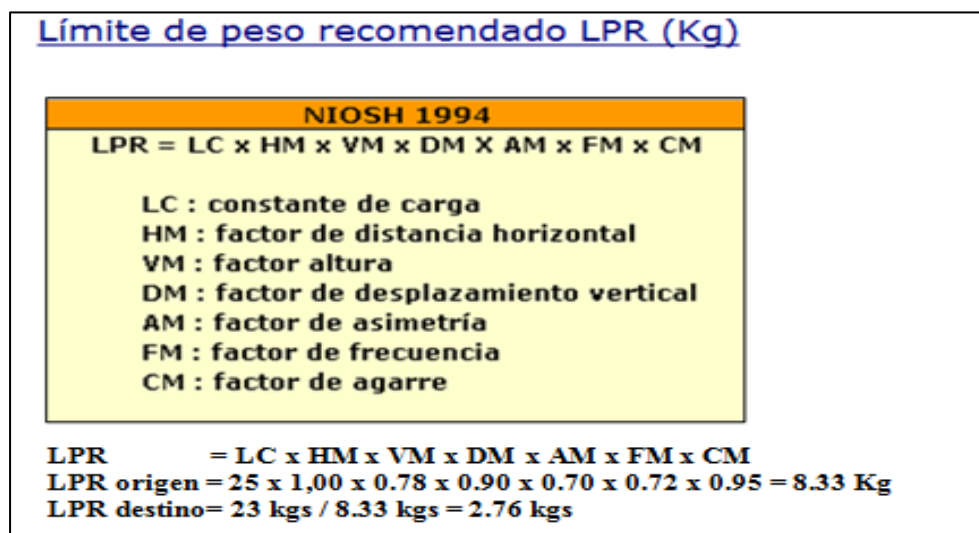 Límite de peso recomendado LPR (Kg)
NIOSH 1994
LPR = LC x HM x VM x DM X AM x FM x CM
LC : constante de carga
HM : factor de distancia horizontal
VM : factor altura
DM : factor de desplazamiento vertical
AM : factor de asimetría
FM : factor de frecuencia
CM : factor de agarre
LPR = LC x HM x VM x DM x AM x FM x CM
LPR origen = 25 x 1,00 x 0.78 x 0.90 x 0.70 x 0.72 x 0.95 = 8.33 Kg
LPR destino= 23 kgs / 8.33 kgs = 2.76 kgs